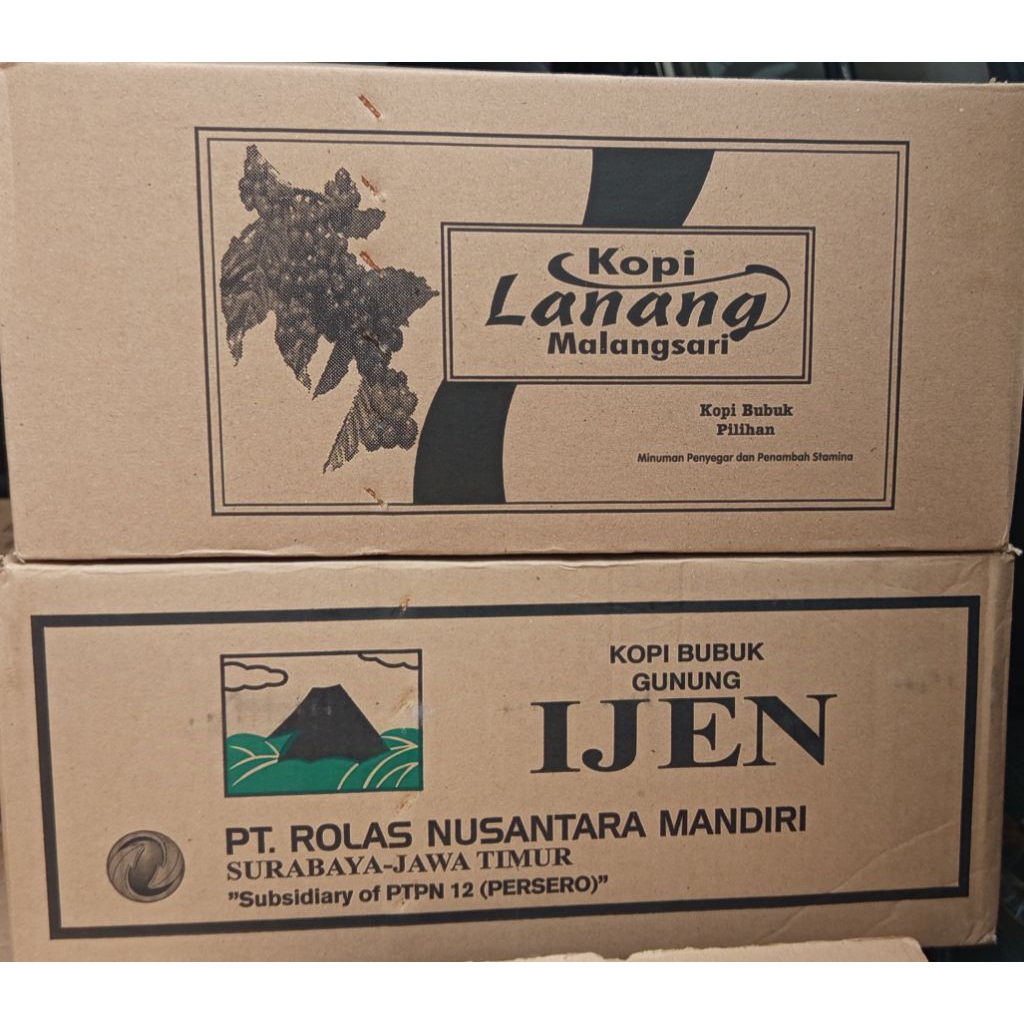 Kopi
Lanang
Malangsari
Kopi Bubuk
Pilihan
Minuman Penyegar dan Penambah Stamina
KOPI BUBUK
GUNUNG
IJEN
PT. ROLAS NUSANTARA MANDIRI
SURABAYA-JAWA TIMUR
"Subsidiary of PTPN 12 (PERSERO)"